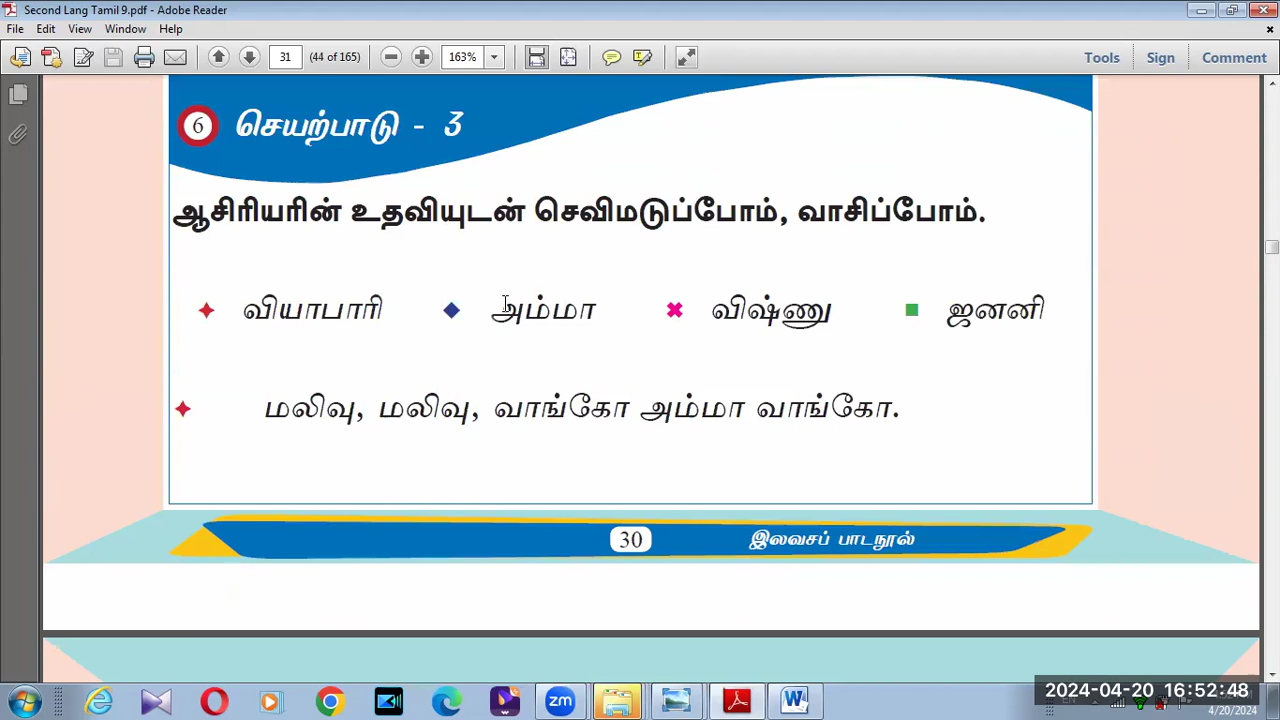 Second Lang Tamil 9.pdf - Adobe Reader
File Edit View Window Help
31 (44 of 165) 163% Tools Sign Comment
6 செயற்பாடு - 3
ஆசிரியரின் உதவியுடன் செவிமடுப்போம், வாசிப்போம்.
வியாபாரி அம்மா விஷ்ணு ஜனனி
மலிவு, மலிவு, வாங்கோ அம்மா வாங்கோ.
30 இலவசப் பாடநூல்
2024-04-20 16:52:48
4/20/2024